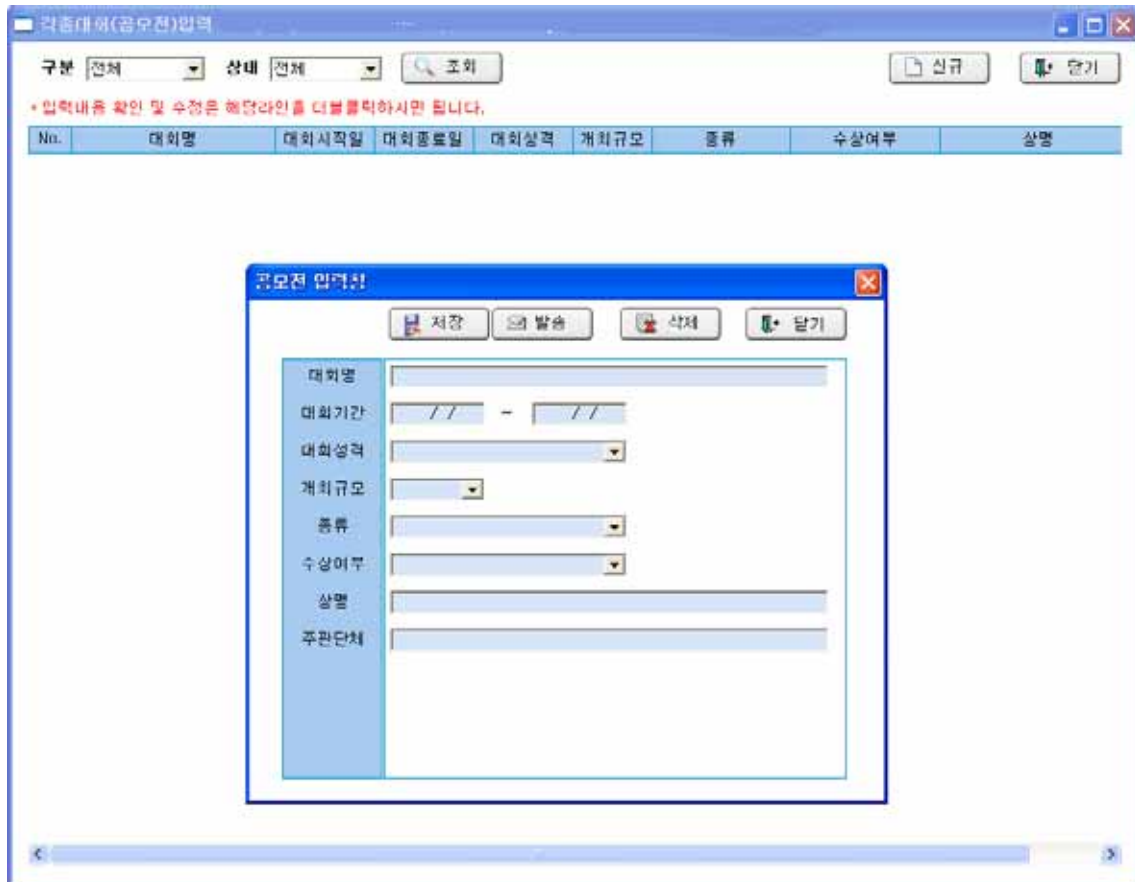 각종대회(공모전)입력
구분 전체 상태 전체 조회 신규 닫기
* 입력내용 확인 및 수정은 해당라인을 더블클릭하시면 됩니다.
No. 대회명 대회시작일 대회종료일 대회성격 개최규모 종류 수상여부 상명
공모전 입력창
저장 발송 삭제 닫기
대회명
대회기간 / / ~ / /
대회성격
개최규모
종류
수상여부
상명
주관단체